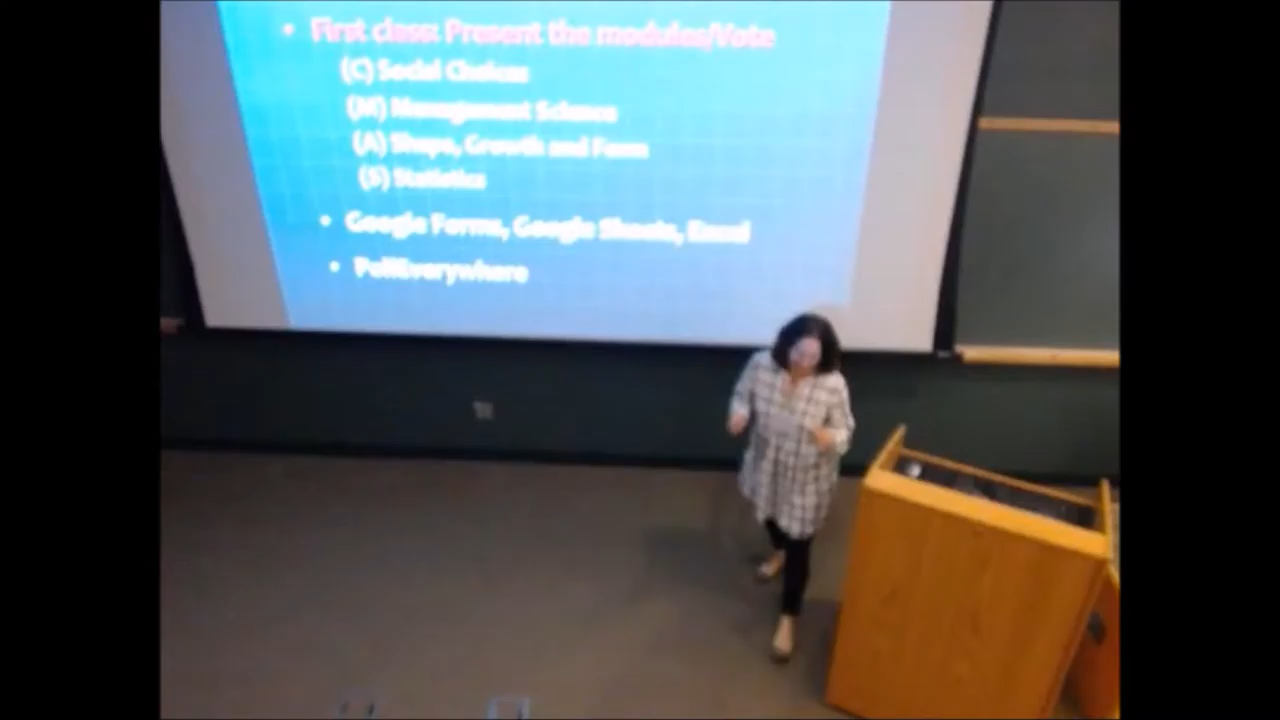 • First class: Present the modules/Vote
(C) Social Choices
(M) Management Science
(A) Shape, Growth and Form
(S) Statistics
• Google Forms, Google Sheets, Excel
• PollEverywhere